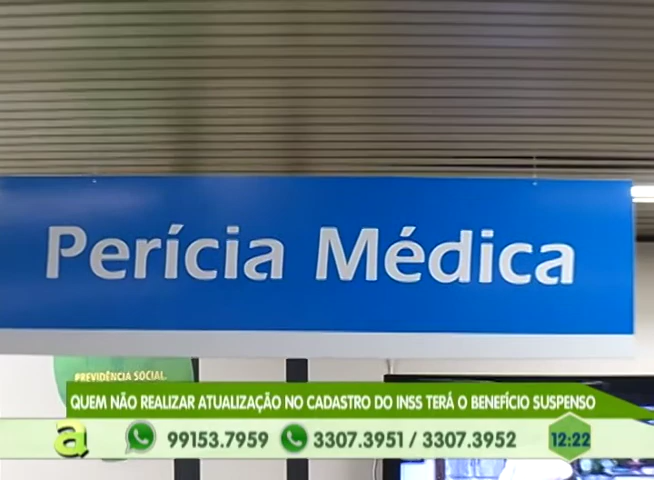 Perícia Médica
PREVIDÊNCIA SOCIAL
QUEM NÃO REALIZAR ATUALIZAÇÃO NO CADASTRO DO INSS TERÁ O BENEFÍCIO SUSPENSO
a 99153.7959 3307.3951 / 3307.3952 12:22